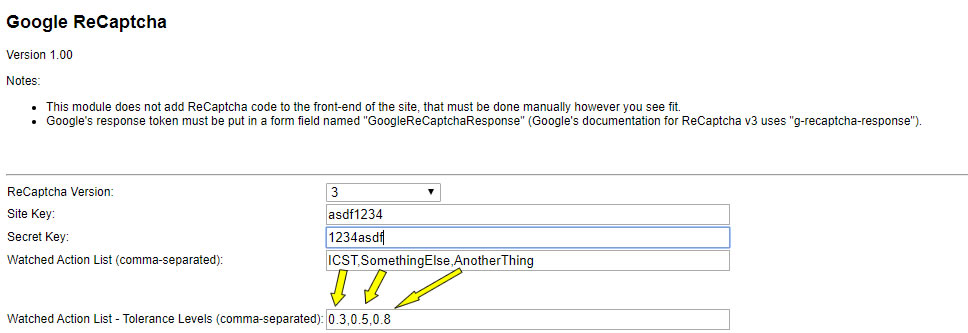 Google ReCaptcha
Version 1.00
Notes:
This module does not add ReCaptcha code to the front-end of the site, that must be done manually however you see fit.
Google's response token must be put in a form field named "GoogleReCaptchaResponse" (Google's documentation for ReCaptcha v3 uses "g-recaptcha-response").
ReCaptcha Version: 3
Site Key: asdf1234
Secret Key: 1234asdf
Watched Action List (comma-separated): ICST,SomethingElse,AnotherThing
Watched Action List - Tolerance Levels (comma-separated): 0.3,0.5,0.8